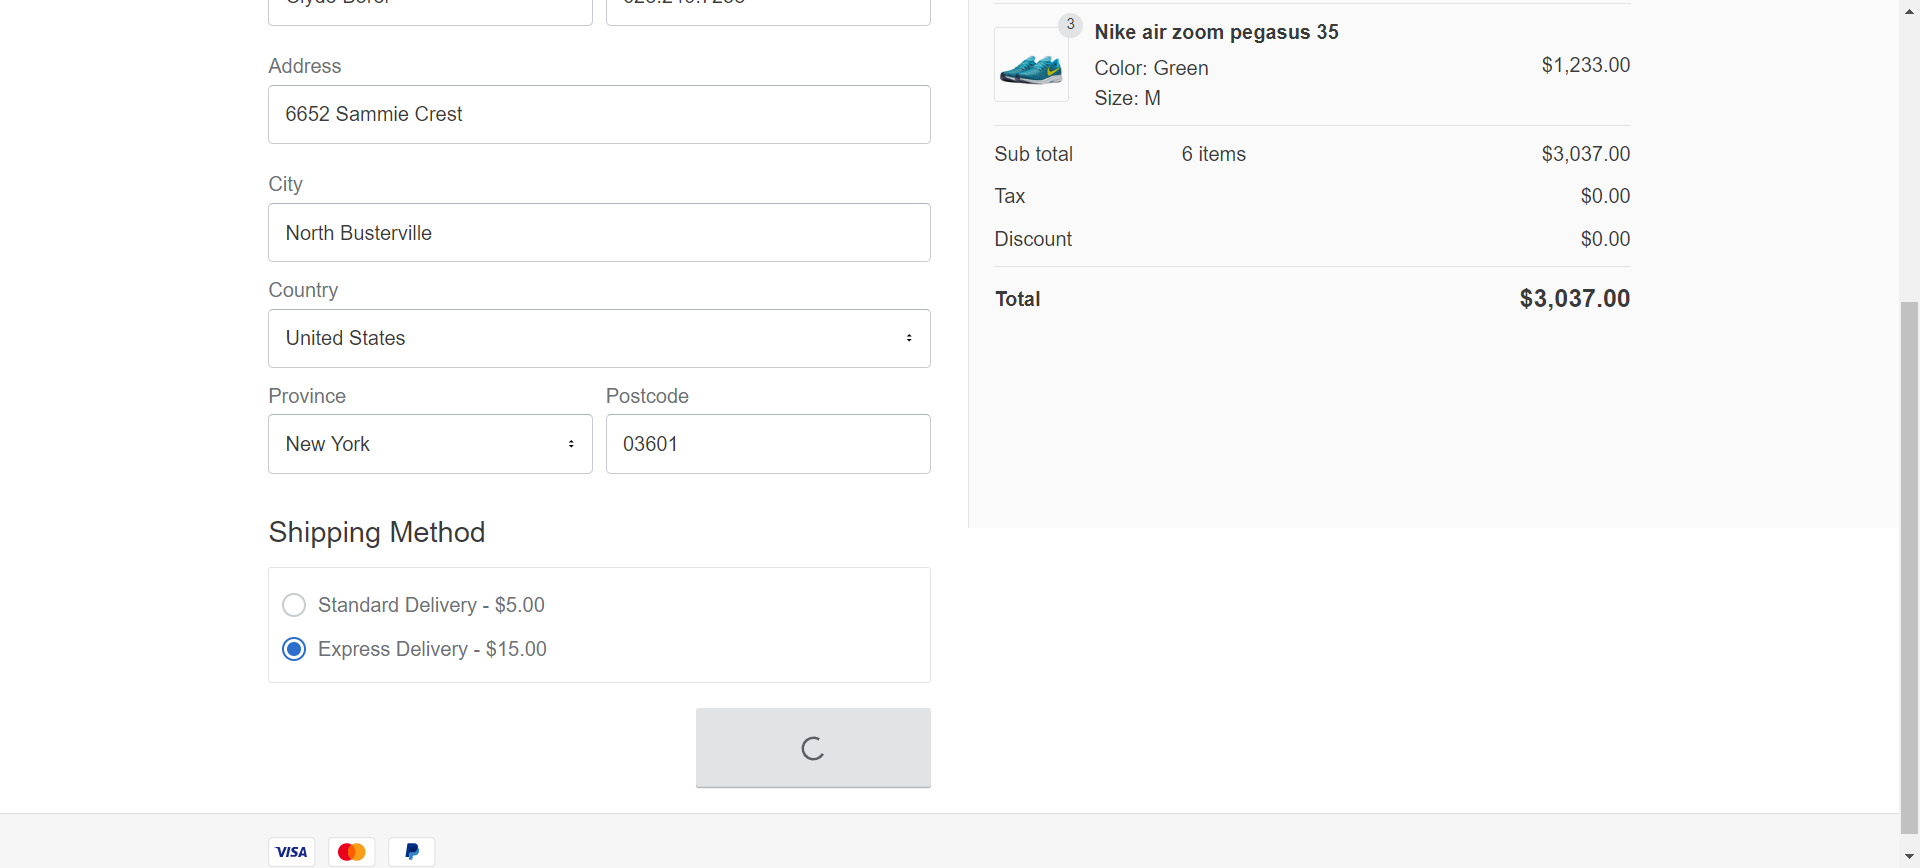 Address
6652 Sammie Crest
City
North Busterville
Country
United States
Province
Postcode
New York
03601
Shipping Method
Standard Delivery - $5.00
Express Delivery - $15.00
3
Nike air zoom pegasus 35
Color: Green
Size: M
$1,233.00
Sub total 6 items $3,037.00
Tax $0.00
Discount $0.00
Total $3,037.00
VISA